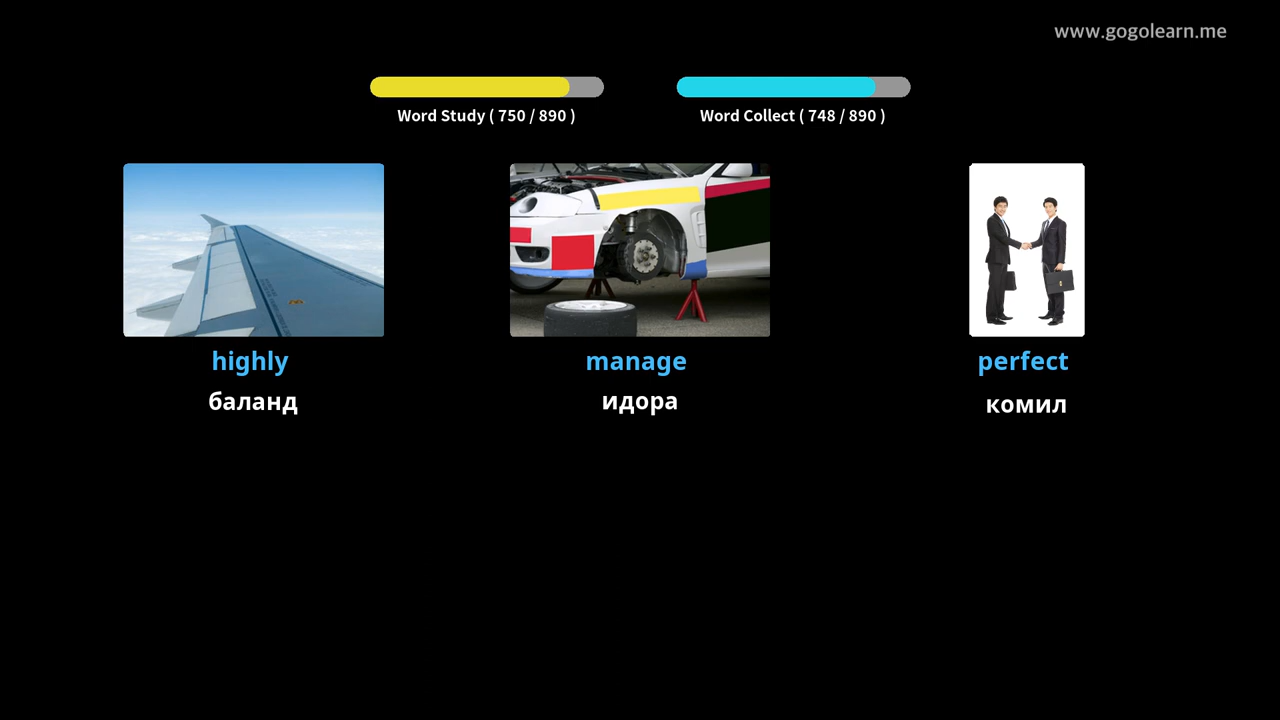 www.gogolearn.me
Word Study ( 750 / 890 )
Word Collect ( 748 / 890 )
highly
баланд
manage
идора
perfect
комил